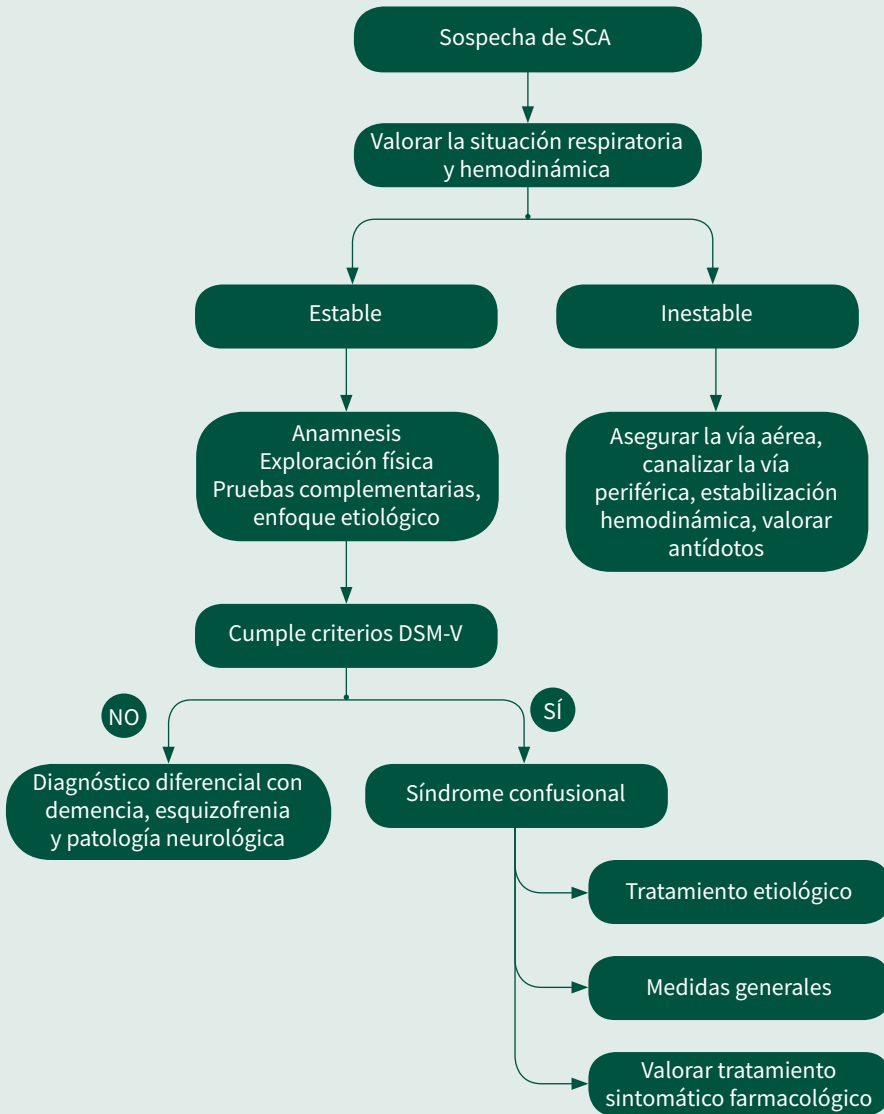 Sospecha de SCA
Valorar la situación respiratoria
y hemodinámica
Estable
Inestable
Anamnesis
Exploración física
Pruebas complementarias,
enfoque etiológico
Asegurar la vía aérea,
canalizar la vía
periférica, estabilización
hemodinámica, valorar
antídotos
Cumple criterios DSM-V
NO
SÍ
Diagnóstico diferencial con
demencia, esquizofrenia
y patología neurológica
Síndrome confusional
Tratamiento etiológico
Medidas generales
Valorar tratamiento
sintomático farmacológico